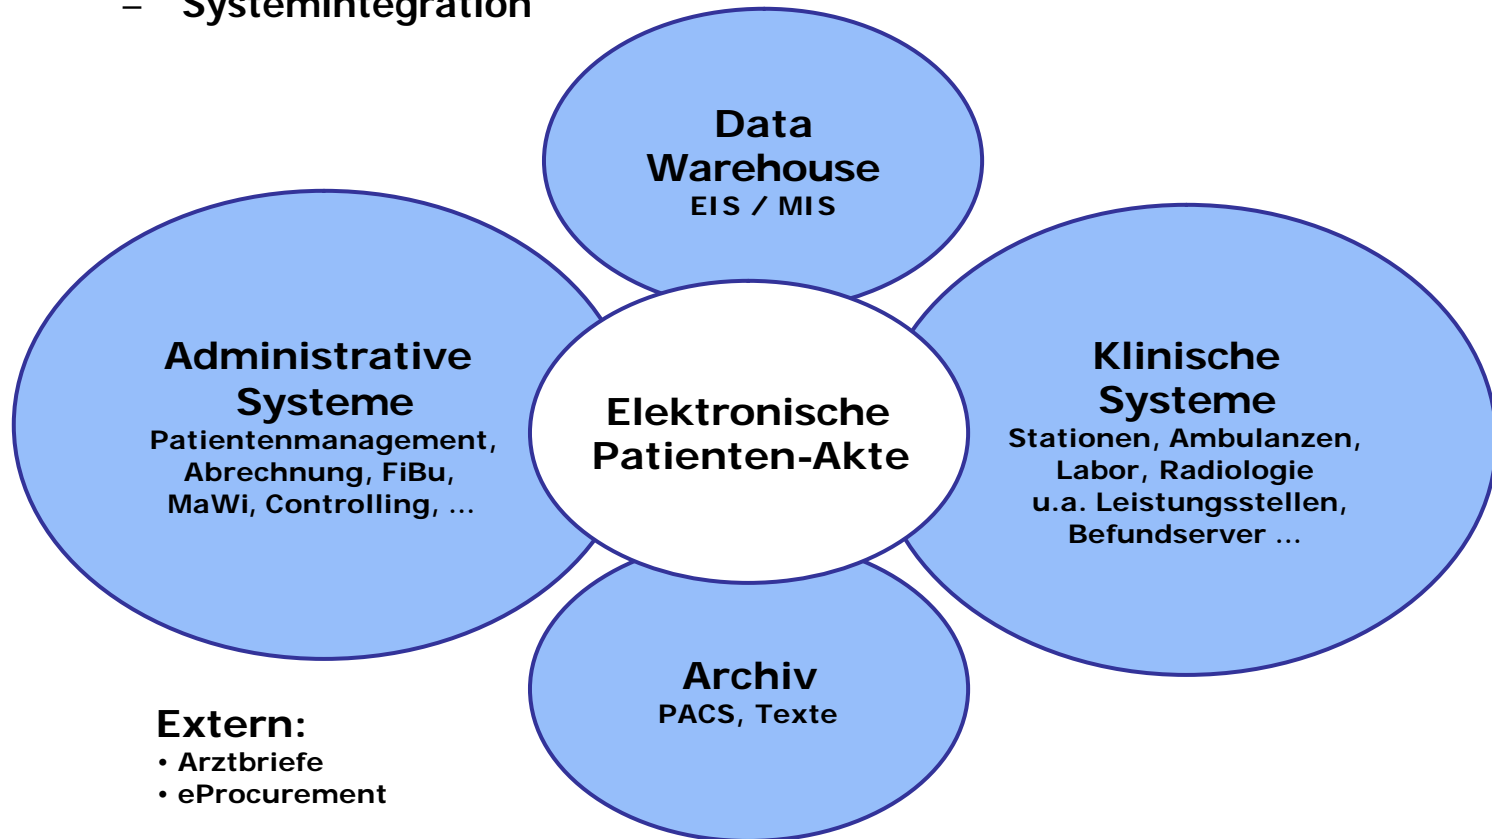 – Systemintegration
Data
Warehouse
EIS / MIS
Administrative
Systeme
Patientenmanagement,
Abrechnung, FiBu,
MaWi, Controlling, ...
Elektronische
Patienten-Akte
Klinische
Systeme
Stationen, Ambulanzen,
Labor, Radiologie
u.a. Leistungsstellen,
Befundserver ...
Archiv
PACS, Texte
Extern:
• Arztbriefe
• eProcurement